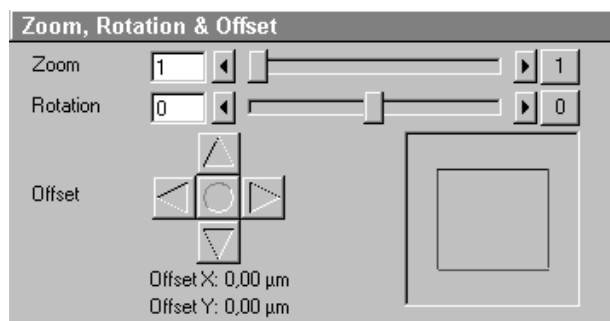 Zoom, Rotation & Offset
Zoom 1 1
Rotation 0 0
Offset
Offset X: 0,00 µm
Offset Y: 0,00 µm